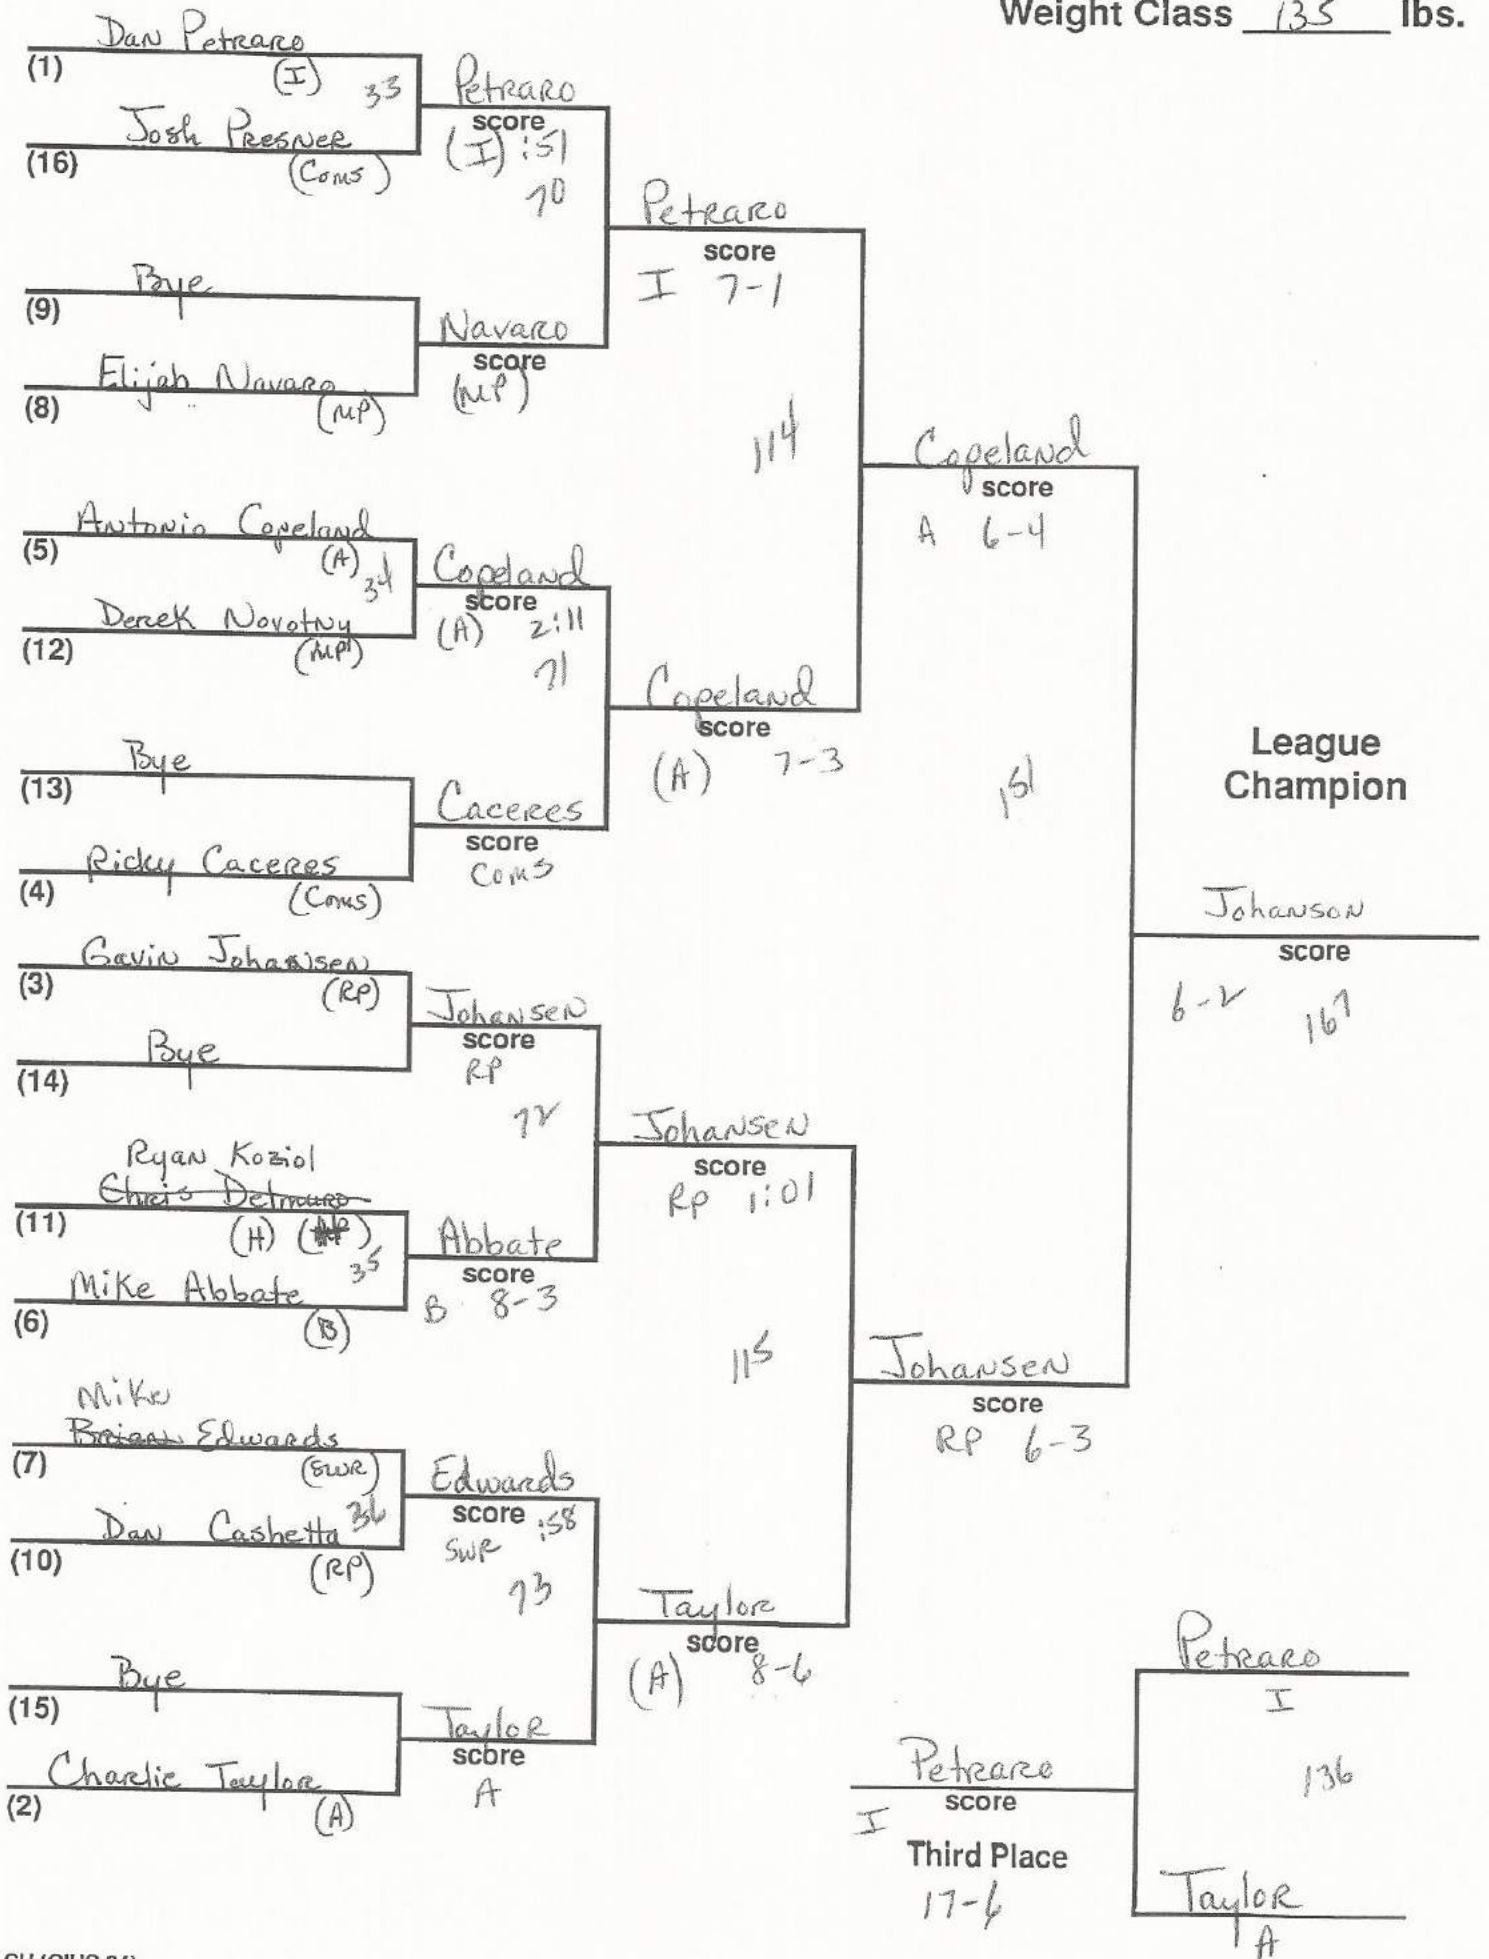 Weight Class 135 lbs.
Dan Petraro
(1)
(I)
33
Josh Presner
(16)
(Coms)
Petraro
score
(I) :51
70
Bye
(9)
Elijah Navaro
(8)
(MP)
Navaro
score
(MP)
Petraro
score
I 7-1
114
Antonio Copeland
(5)
(A)
34
Derek Novotny
(12)
(MP)
Copeland
score
(A) 2:11
71
Bye
(13)
Ricky Caceres
(4)
(Coms)
Caceres
score
Coms
Copeland
score
(A) 7-3
Copeland
score
A 6-4
151
League
Champion
Johanson
score
6-2 167
Gavin Johansen
(3)
(RP)
Bye
(14)
Johansen
score
RP
72
Ryan Koziol
Chris Delmauro
(11)
(H)
35
Mike Abbate
(6)
(B)
Abbate
score
B 8-3
Johansen
score
RP 1:01
115
Mike
Brian Edwards
(7)
(SWR)
36
Dan Cashetta
(10)
(RP)
Edwards
score :58
SWR
73
Bye
(15)
Charlie Taylor
(2)
(A)
Taylor
score
A
Taylor
score
(A) 8-6
Johansen
score
RP 6-3
Petraro
I
136
Taylor
A
Petraro
score
I
Third Place
17-6